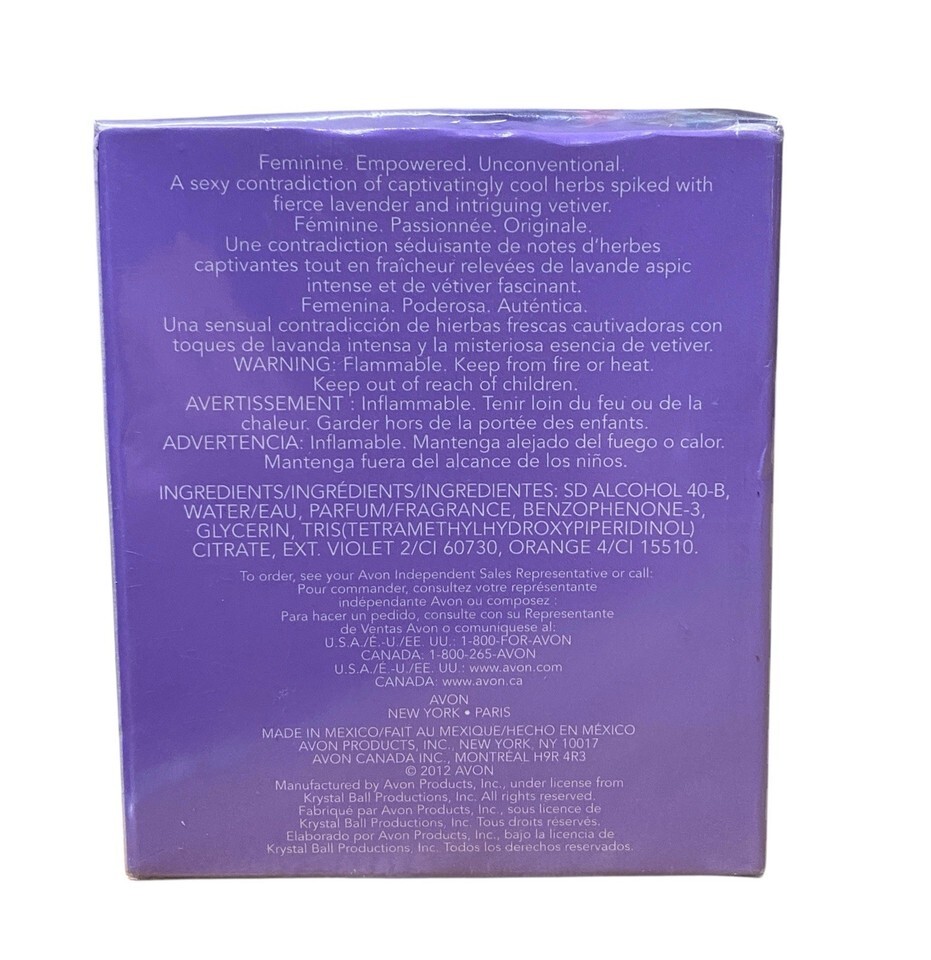 Feminine. Empowered. Unconventional.
A sexy contradiction of captivatingly cool herbs spiked with
fierce lavender and intriguing vetiver.
Féminine. Passionnée. Originale.
Une contradiction séduisante de notes d'herbes
captivantes tout en fraîcheur relevées de lavande aspic
intense et de vétiver fascinant.
Femenina. Poderosa. Auténtica.
Una sensual contradicción de hierbas frescas cautivadoras con
toques de lavanda intensa y la misteriosa esencia de vetiver.
WARNING: Flammable. Keep from fire or heat.
Keep out of reach of children.
AVERTISSEMENT : Inflammable. Tenir loin du feu ou de la
chaleur. Garder hors de la portée des enfants.
ADVERTENCIA: Inflamable. Mantenga alejado del fuego o calor.
Mantenga fuera del alcance de los niños.
INGREDIENTS/INGRÉDIENTS/INGREDIENTES: SD ALCOHOL 40-B,
WATER/EAU, PARFUM/FRAGRANCE, BENZOPHENONE-3,
GLYCERIN, TRIS(TETRAMETHYLHYDROXYPIPERIDINOL)
CITRATE, EXT. VIOLET 2/CI 60730, ORANGE 4/CI 15510.
To order, see your Avon Independent Sales Representative or call:
Pour commander, consultez votre représentante
indépendante Avon ou composez :
Para hacer un pedido, consulte con su Representante
de Ventas Avon o comuniquese al:
U.S.A./É.-U./EE. UU.: 1-800-FOR-AVON
CANADA: 1-800-265-AVON
U.S.A./É.-U./EE. UU.: www.avon.com
CANADA: www.avon.ca
AVON
NEW YORK • PARIS
MADE IN MEXICO/FAIT AU MEXIQUE/HECHO EN MÉXICO
AVON PRODUCTS, INC., NEW YORK, NY 10017
AVON CANADA INC., MONTRÉAL H9R 4R3
© 2012 AVON
Manufactured by Avon Products, Inc., under license from
Krystal Ball Productions, Inc. All rights reserved.
Fabriqué par Avon Products, Inc., sous licence de
Krystal Ball Productions, Inc. Tous droits réservés.
Elaborado por Avon Products, Inc., bajo la licencia de
Krystal Ball Productions, Inc. Todos los derechos reservados.